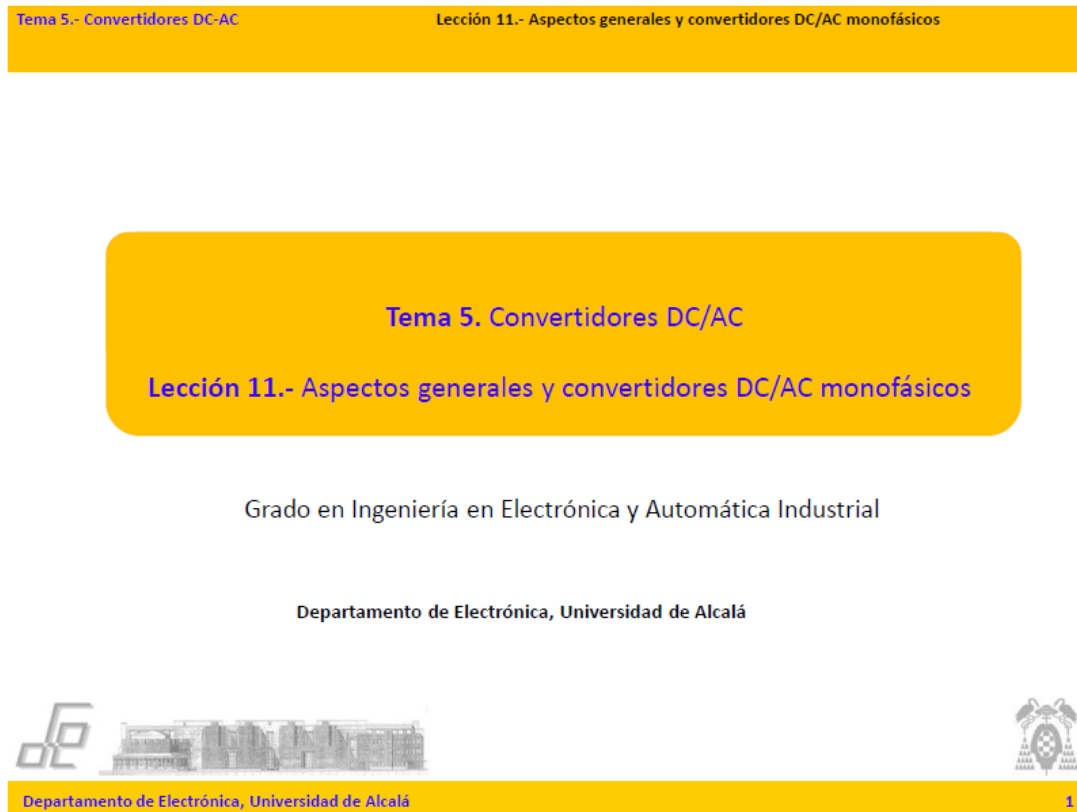 Tema 5.- Convertidores DC-AC
Lección 11.- Aspectos generales y convertidores DC/AC monofásicos
Tema 5. Convertidores DC/AC
Lección 11.- Aspectos generales y convertidores DC/AC monofásicos
Grado en Ingeniería en Electrónica y Automática Industrial
Departamento de Electrónica, Universidad de Alcalá
Departamento de Electrónica, Universidad de Alcalá
1